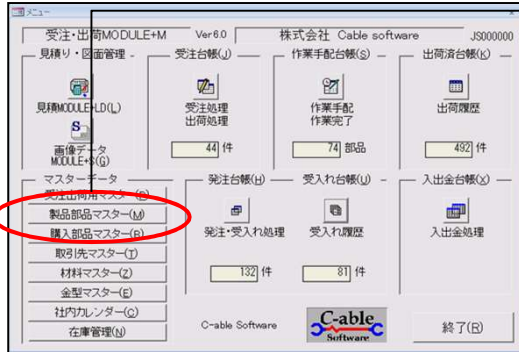 メニュー
受注・出荷MODULE+M Ver6.0 株式会社 Cable software JS000000
見積り・図面管理
見積MODULE+LD(L)
画像データ
MODULE+S(G)
受注台帳(J)
受注処理
出荷処理
44 件
作業手配台帳(S)
作業手配
作業完了
74 部品
出荷済台帳(K)
出荷履歴
492 件
マスターデータ
受注出荷用マスター(D)
製品部品マスター(M)
購入部品マスター(B)
取引先マスター(T)
材料マスター(Z)
金型マスター(E)
社内カレンダー(C)
在庫管理(N)
発注台帳(H)
発注・受入れ処理
132 件
受入れ台帳(U)
受入れ履歴
81 件
入出金台帳(X)
入出金処理
C-able Software
C-able
Software
終了(R)